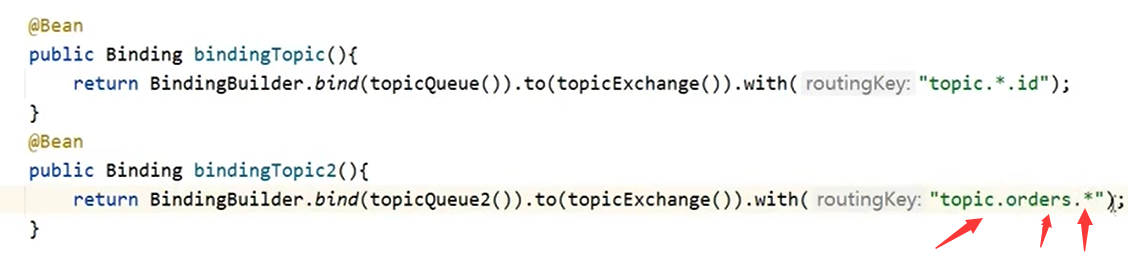 @Bean
public Binding bindingTopic(){
return BindingBuilder.bind(topicQueue()).to(topicExchange()).with( routingKey: "topic.*.id");
}
@Bean
public Binding bindingTopic2(){
return BindingBuilder.bind(topicQueue2()).to(topicExchange()).with( routingKey: "topic.orders.*");
}